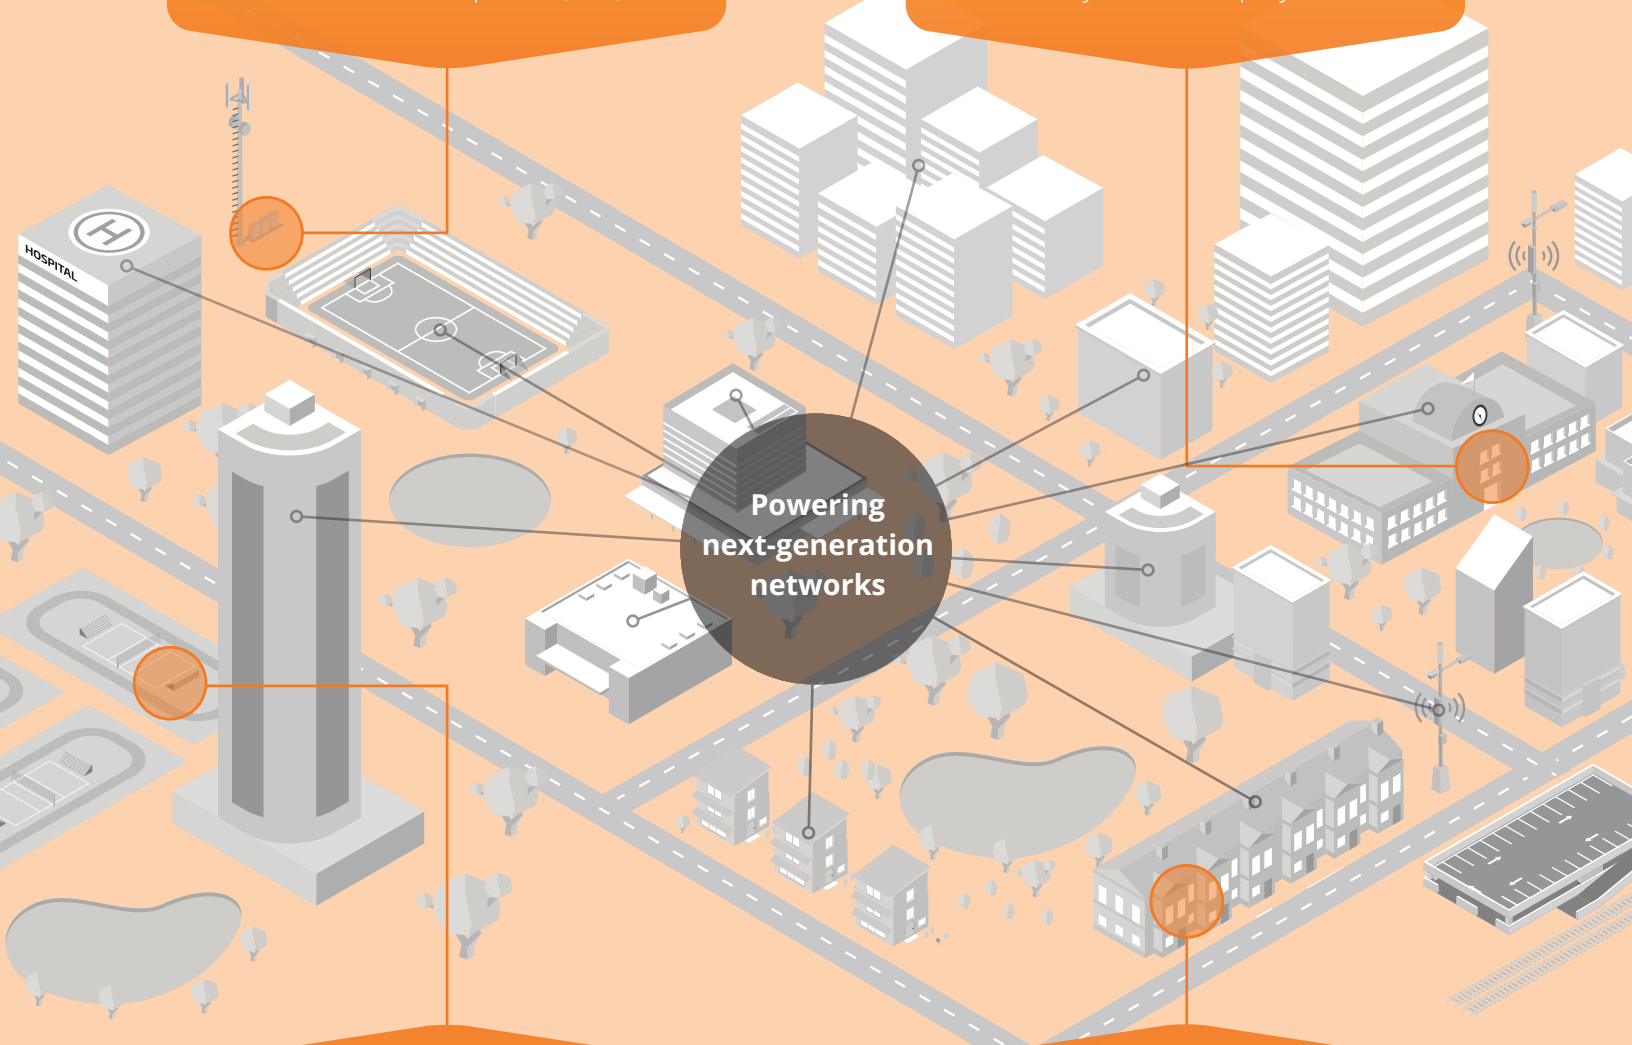 HOSPITAL
H
Powering
next-generation
networks